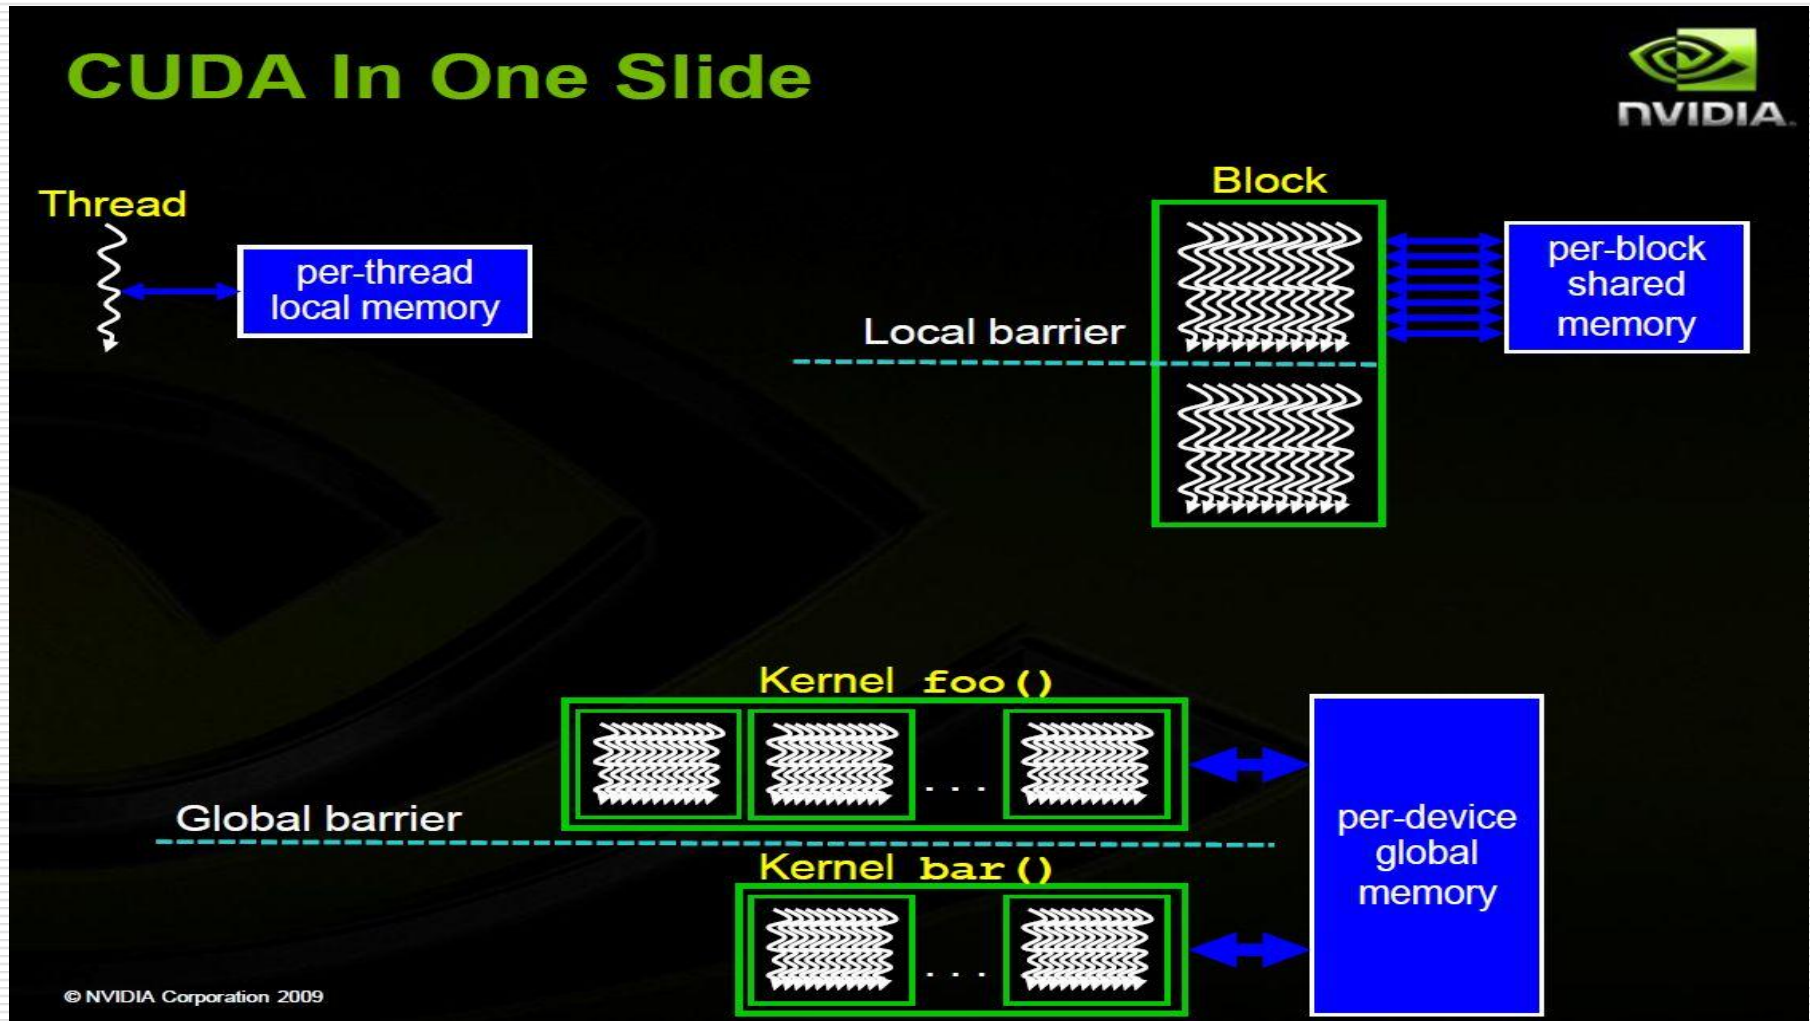 CUDA In One Slide
NVIDIA.
Thread
per-thread
local memory
Block
per-block
shared
memory
Local barrier
Kernel foo()
. . .
Global barrier
Kernel bar()
. . .
per-device
global
memory
© NVIDIA Corporation 2009